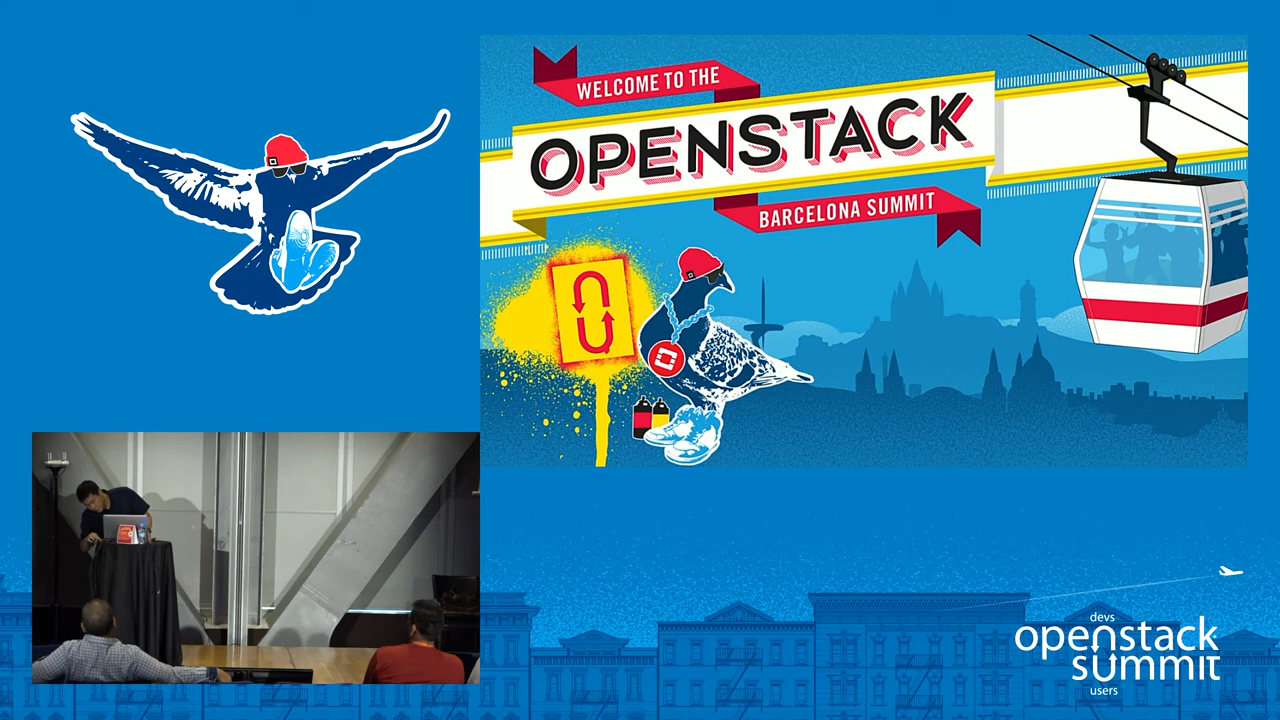 WELCOME TO THE
OPENSTACK
BARCELONA SUMMIT
devs
openstack
summit
users